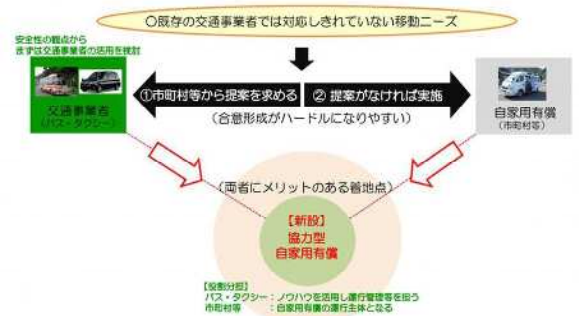 〇既存の交通事業者では対応しきれていない移動ニーズ
安全性の観点から
まずは交通事業者の活用を検討
①市町村等から提案を求める
② 提案がなければ実施
交通事業者
(バス・タクシー)
(合意形成がハードルになりやすい)
自家用有償
(市町村等)
(両者にメリットのある着地点)
【新設】
協力型
自家用有償
【役割分担】
バス・タクシー:ノウハウを活用し運行管理等を担う
市町村等 :自家用有償の運行主体となる